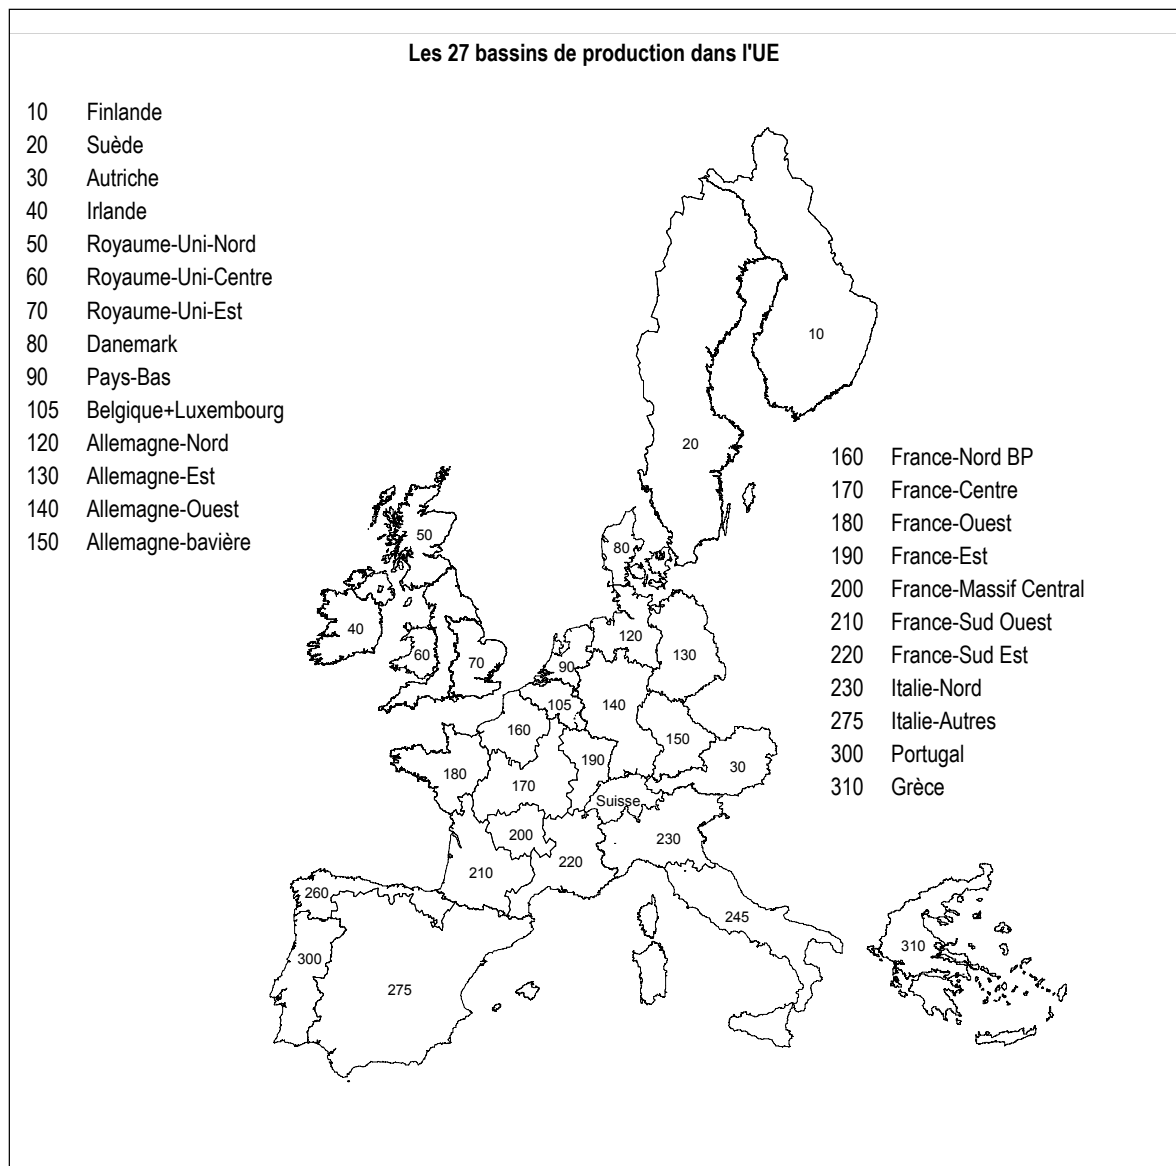 Les 27 bassins de production dans l'UE
10 Finlande
20 Suède
30 Autriche
40 Irlande
50 Royaume-Uni-Nord
60 Royaume-Uni-Centre
70 Royaume-Uni-Est
80 Danemark
90 Pays-Bas
105 Belgique+Luxembourg
120 Allemagne-Nord
130 Allemagne-Est
140 Allemagne-Ouest
150 Allemagne-bavière
160 France-Nord BP
170 France-Centre
180 France-Ouest
190 France-Est
200 France-Massif Central
210 France-Sud Ouest
220 France-Sud Est
230 Italie-Nord
275 Italie-Autres
300 Portugal
310 Grèce
10
20
50
80
40
120
60
70
90
130
105
140
160
150
190
30
180
170
Suisse
200
230
220
210
260
245
310
300
275